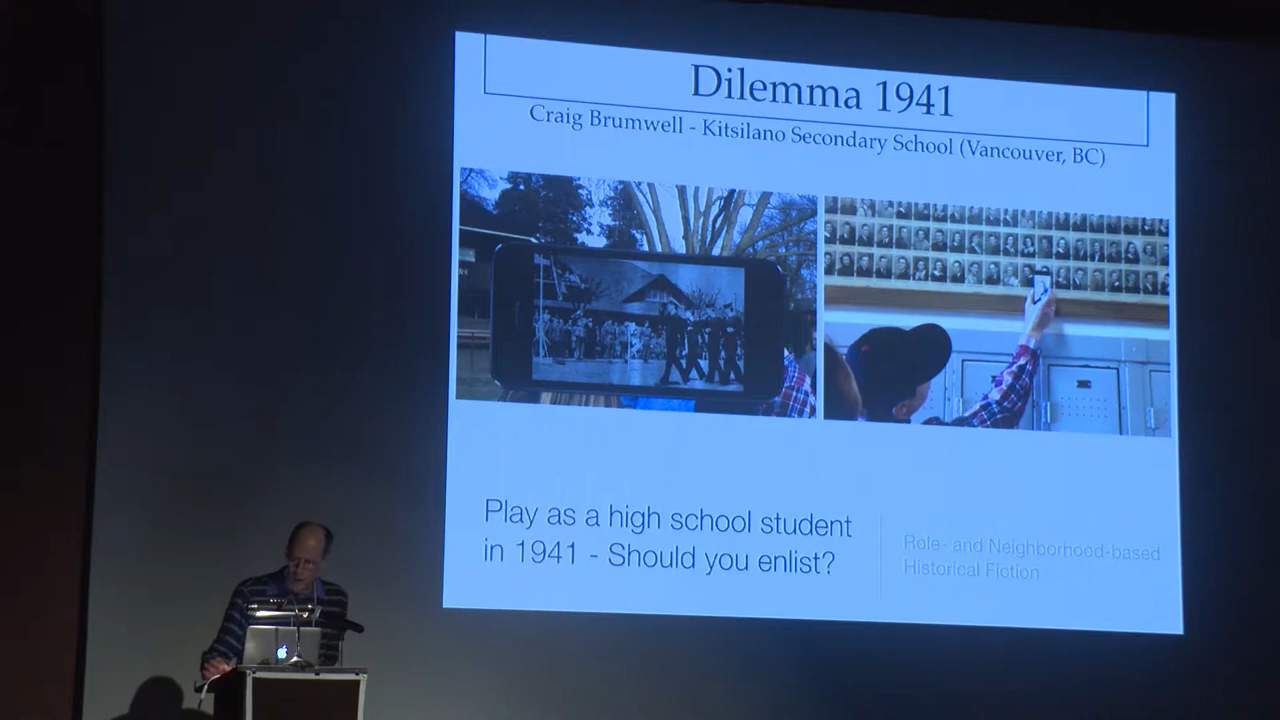 Dilemma 1941
Craig Brumwell - Kitsilano Secondary School (Vancouver, BC)
Play as a high school student
in 1941 - Should you enlist?
Role- and Neighborhood-based
Historical Fiction